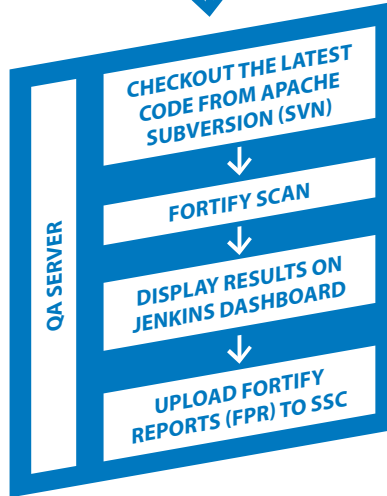 QA SERVER
CHECKOUT THE LATEST
CODE FROM APACHE
SUBVERSION (SVN)
FORTIFY SCAN
DISPLAY RESULTS ON
JENKINS DASHBOARD
UPLOAD FORTIFY
REPORTS (FPR) TO SSC